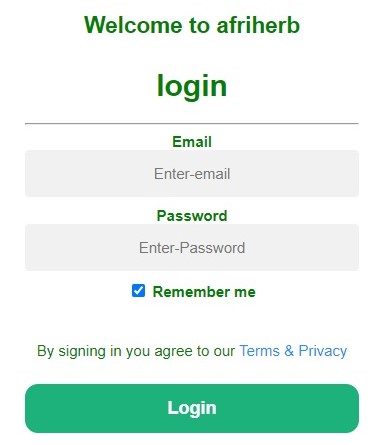 Welcome to afriherb
login
Email
Enter-email
Password
Enter-Password
Remember me
By signing in you agree to our Terms & Privacy
Login